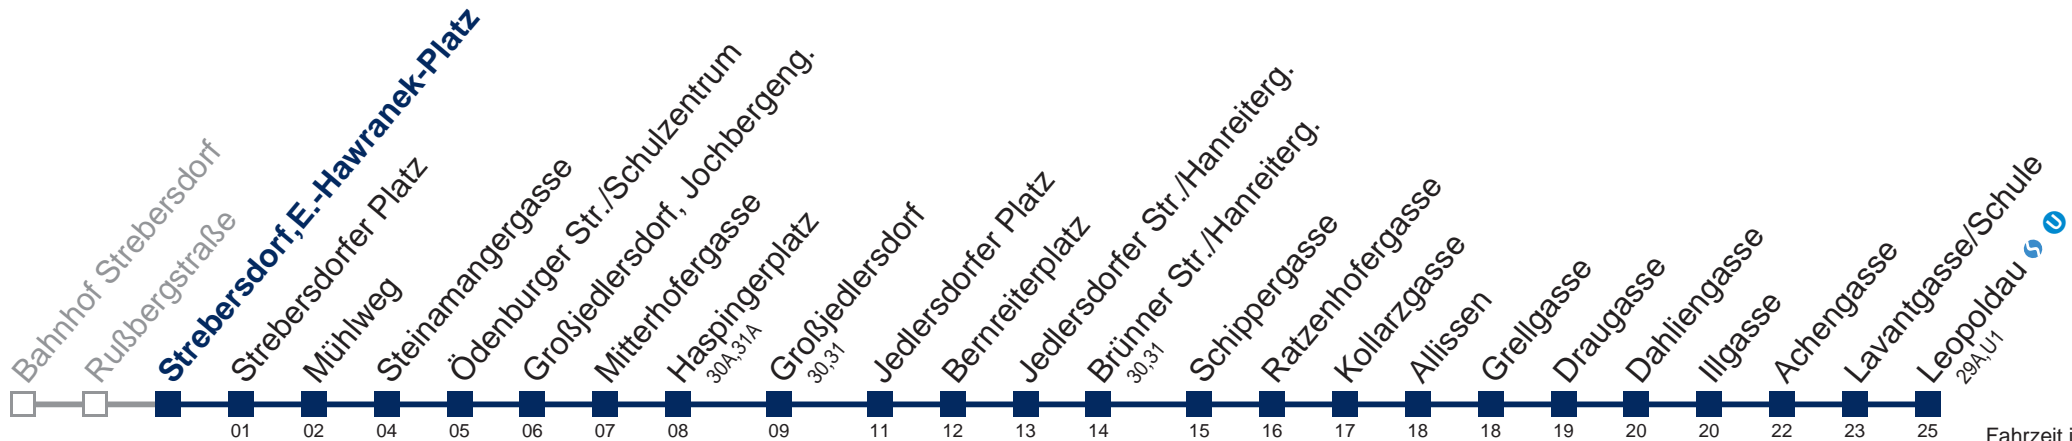 Bahnhof Strebersdorf
Rußbergstraße
Strebersdorf,E.-Hawranek-Platz
Strebersdorfer Platz
Mühlweg
Steinamangergasse
Ödenburger Str./Schulzentrum
Großjedlersdorf, Jochbergeng.
Mitterhofergasse
Haspingerplatz
30A,31A
Großjedlersdorf
30,31
Jedlersdorfer Platz
Bernreiterplatz
Jedlersdorfer Str./Hanreiterg.
Brünner Str./Hanreiterg.
30,31
Schippergasse
Ratzenhofergasse
Kollarzgasse
Allissen
Grellgasse
Draugasse
Dahliengasse
Illgasse
Achengasse
Lavantgasse/Schule
Leopoldau S U
29A,U1
01 02 04 05 06 07 08 09 11 12 13 14 15 16 17 18 18 19 20 20 22 23 25
Fahrzeit i